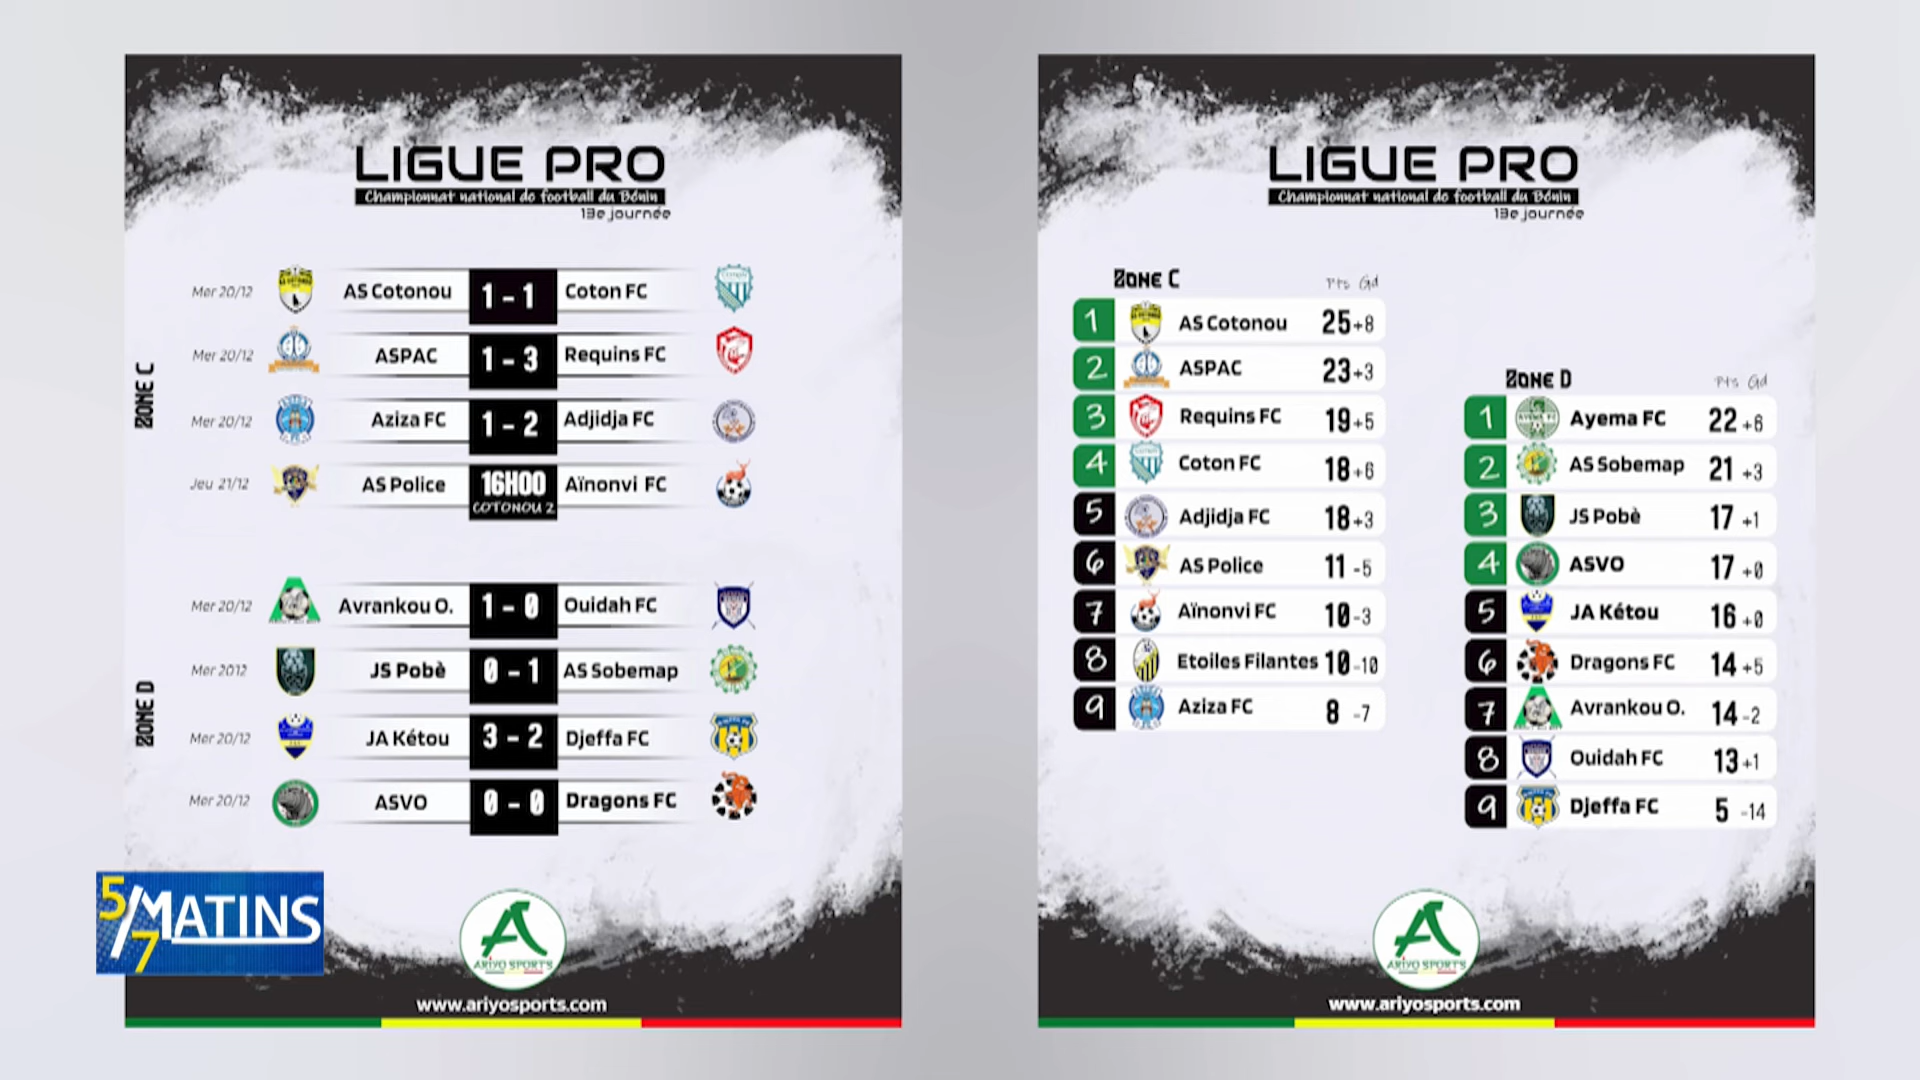 LIGUE PRO
Championnat national de football du Bénin
13e journée
ZONE C
Mer 20/12 AS Cotonou 1 - 1 Coton FC
Mer 20/12 ASPAC 1 - 3 Requins FC
Mer 20/12 Aziza FC 1 - 2 Adjidja FC
Jeu 21/12 AS Police 16H00 Aïnonvi FC
COTONOU 2
ZONE D
Mer 20/12 Avrankou O. 1 - 0 Ouidah FC
Mer 2012 JS Pobè 0 - 1 AS Sobemap
Mer 20/12 JA Kétou 3 - 2 Djeffa FC
Mer 20/12 ASVO 0 - 0 Dragons FC
5/7 MATINS
ARIYO SPORTS
www.ariyosports.com
LIGUE PRO
Championnat national de football du Bénin
13e journée
ZONE C Pts Gd
1 AS Cotonou 25 +8
2 ASPAC 23 +3
3 Requins FC 19 +5
4 Coton FC 18 +6
5 Adjidja FC 18 +3
6 AS Police 11 -5
7 Aïnonvi FC 10 -3
8 Etoiles Filantes 10 -10
9 Aziza FC 8 -7
ZONE D Pts Gd
1 Ayema FC 22 +6
2 AS Sobemap 21 +3
3 JS Pobè 17 +1
4 ASVO 17 +0
5 JA Kétou 16 +0
6 Dragons FC 14 +5
7 Avrankou O. 14 -2
8 Ouidah FC 13 +1
9 Djeffa FC 5 -14
ARIYO SPORTS
www.ariyosports.com